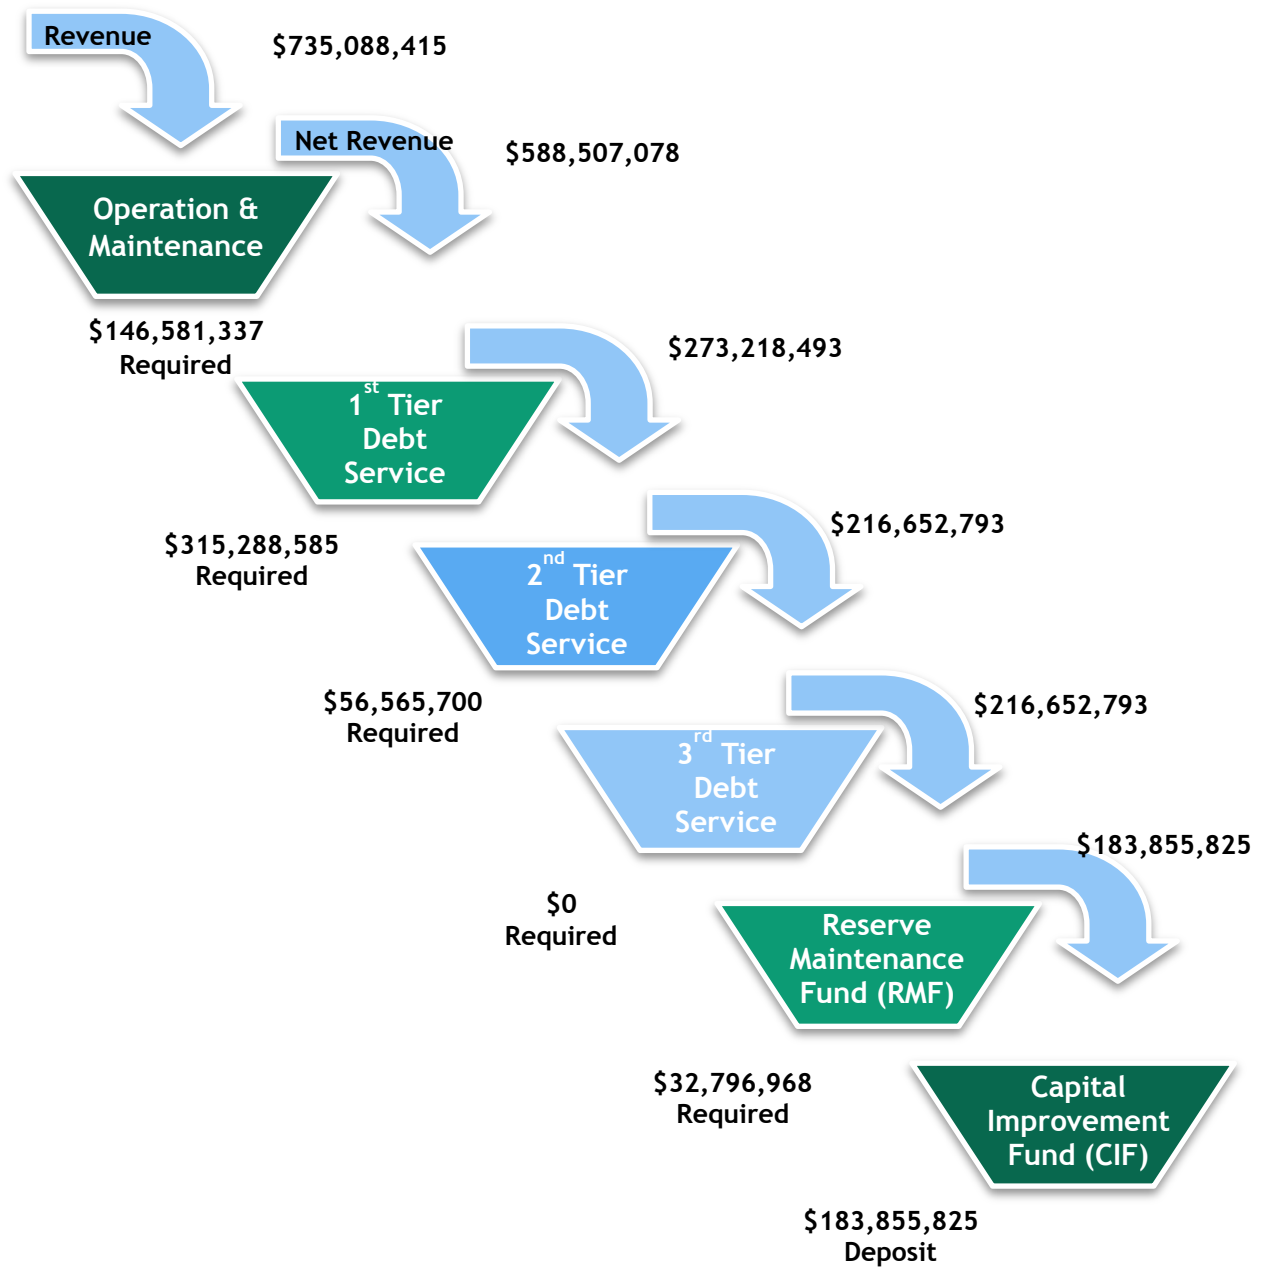 Revenue
$735,088,415
Net Revenue
$588,507,078
Operation &
Maintenance
$146,581,337
Required
$273,218,493
1st Tier
Debt
Service
$315,288,585
Required
$216,652,793
2nd Tier
Debt
Service
$56,565,700
Required
$216,652,793
3rd Tier
Debt
Service
$0
Required
$183,855,825
Reserve
Maintenance
Fund (RMF)
$32,796,968
Required
Capital
Improvement
Fund (CIF)
$183,855,825
Deposit